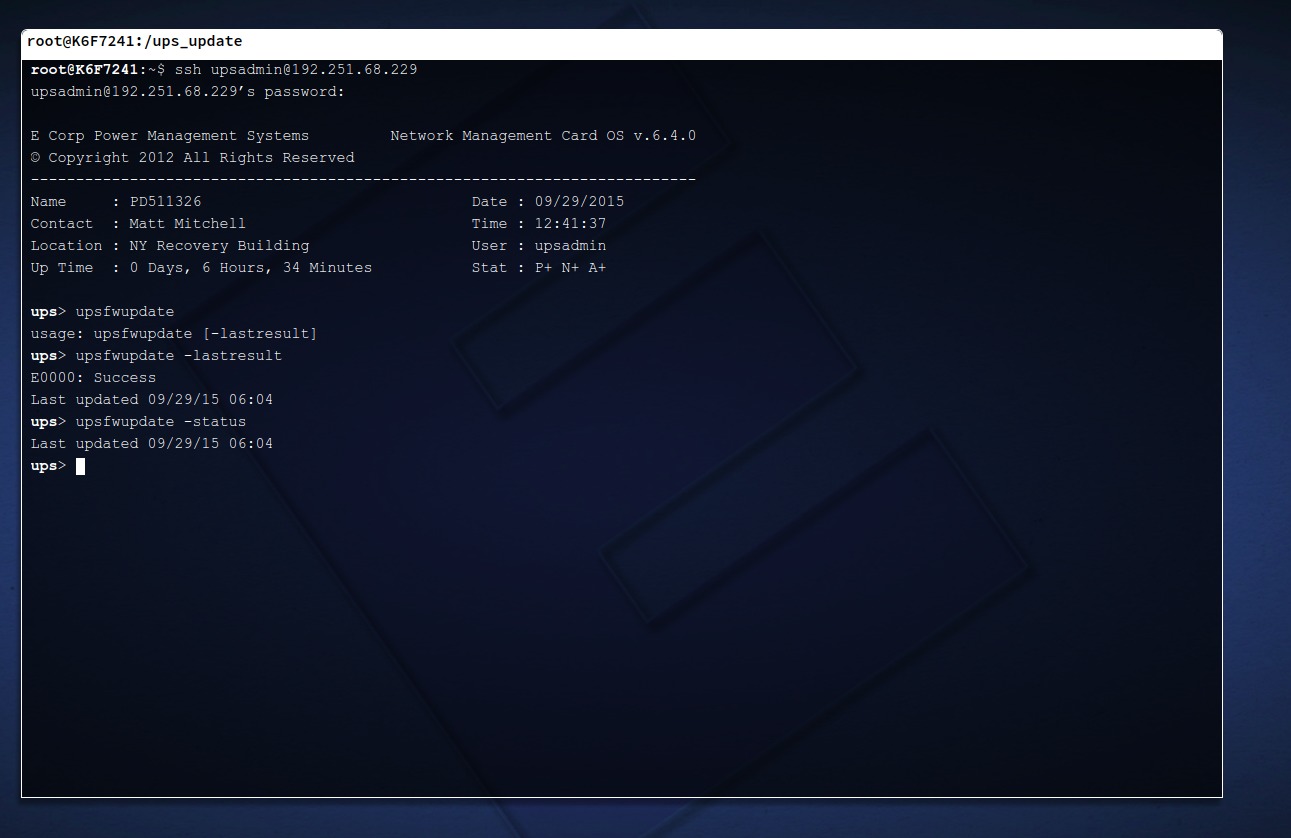 root@K6F7241:/ups_update
root@K6F7241:~$ ssh upsadmin@192.251.68.229
upsadmin@192.251.68.229’s password:
E Corp Power Management Systems         Network Management Card OS v.6.4.0
© Copyright 2012 All Rights Reserved
--------------------------------------------------------------------------
Name     : PD511326                              Date : 09/29/2015
Contact  : Matt Mitchell                         Time : 12:41:37
Location : NY Recovery Building                  User : upsadmin
Up Time  : 0 Days, 6 Hours, 34 Minutes           Stat : P+ N+ A+
ups> upsfwupdate
usage: upsfwupdate [-lastresult]
ups> upsfwupdate -lastresult
E0000: Success
Last updated 09/29/15 06:04
ups> upsfwupdate -status
Last updated 09/29/15 06:04
ups>